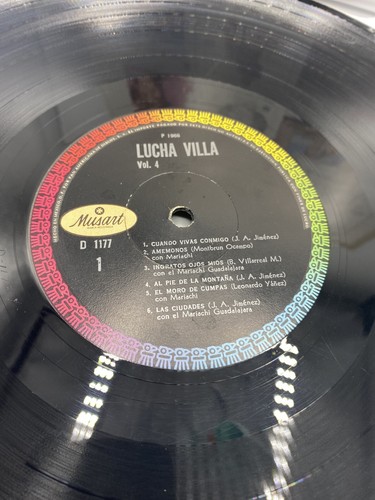 P 1966
LUCHA VILLA
Vol. 4
Musart
D 1177
1
1. CUANDO VIVAS CONMIGO (J. A. Jiménez)
2. AMEMONOS (Montbrun Ocampo)
con Mariachi
3. INGRATOS OJOS MIOS (B. Villarreal M.)
con el Mariachi Guadalajara
4. AL PIE DE LA MONTAÑA (J. A. Jiménez)
5. EL MORO DE CUMPAS (Leonardo Yáñez)
con Mariachi
6. LAS CIUDADES (J. A. Jiménez)
con el Mariachi Guadalajara